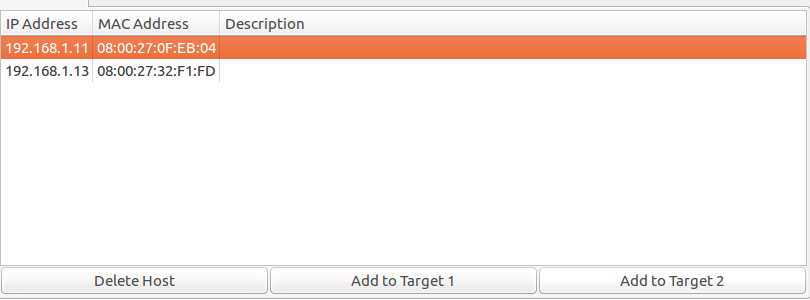 IP Address MAC Address Description
192.168.1.11 08:00:27:0F:EB:04
192.168.1.13 08:00:27:32:F1:FD
Delete Host Add to Target 1 Add to Target 2